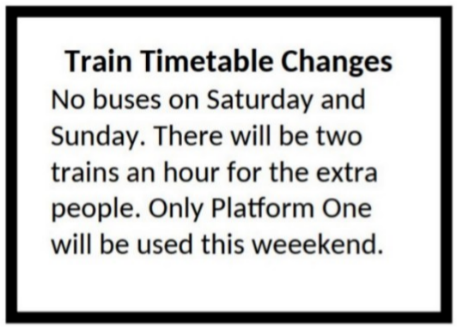 Train Timetable Changes
No buses on Saturday and
Sunday. There will be two
trains an hour for the extra
people. Only Platform One
will be used this weeekend.